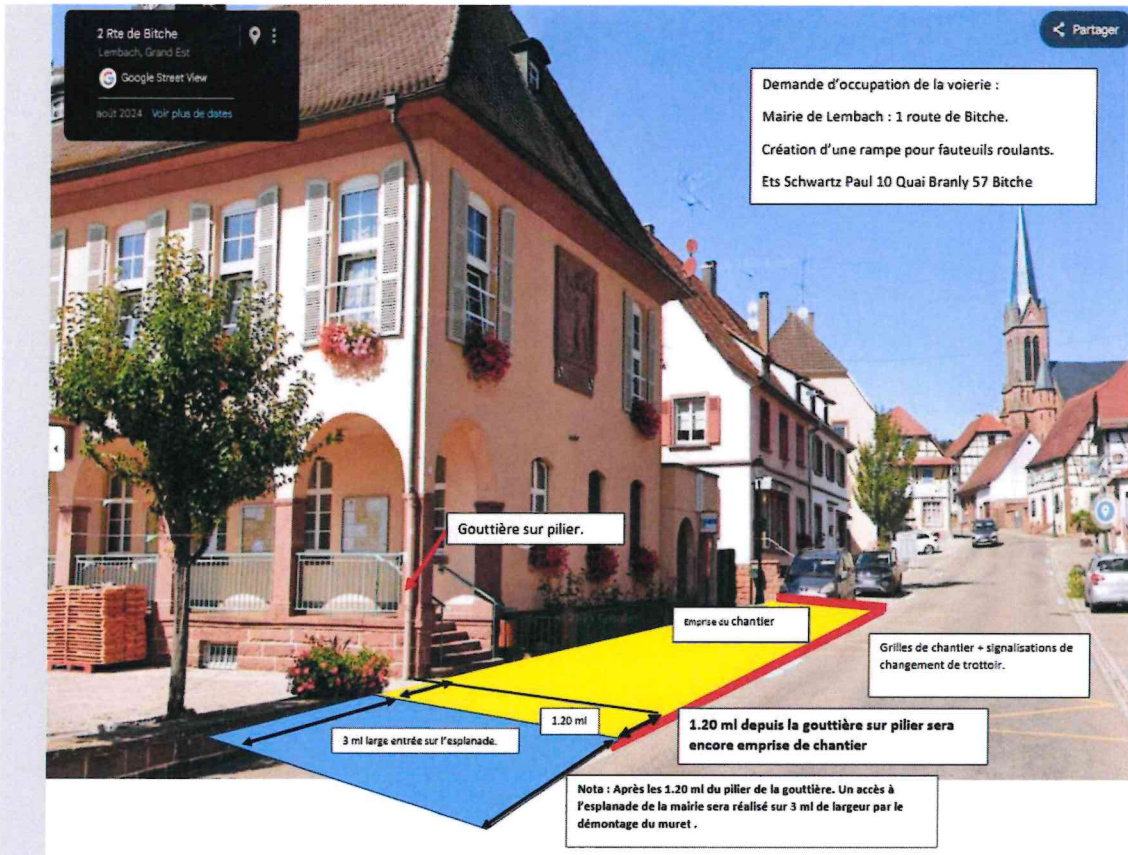 2 Rte de Bitche
Lembach, Grand Est
Google Street View
août 2024 Voir plus de dates
Partager
Demande d'occupation de la voierie :
Mairie de Lembach : 1 route de Bitche.
Création d'une rampe pour fauteuils roulants.
Ets Schwartz Paul 10 Quai Branly 57 Bitche
Gouttière sur pilier.
Emprise du chantier
Grilles de chantier + signalisations de
changement de trottoir.
1.20 ml
3 ml large entrée sur l'esplanade.
1.20 ml depuis la gouttière sur pilier sera
encore emprise de chantier
Nota : Après les 1.20 ml du pilier de la gouttière. Un accès à
l'esplanade de la mairie sera réalisé sur 3 ml de largeur par le
démontage du muret .